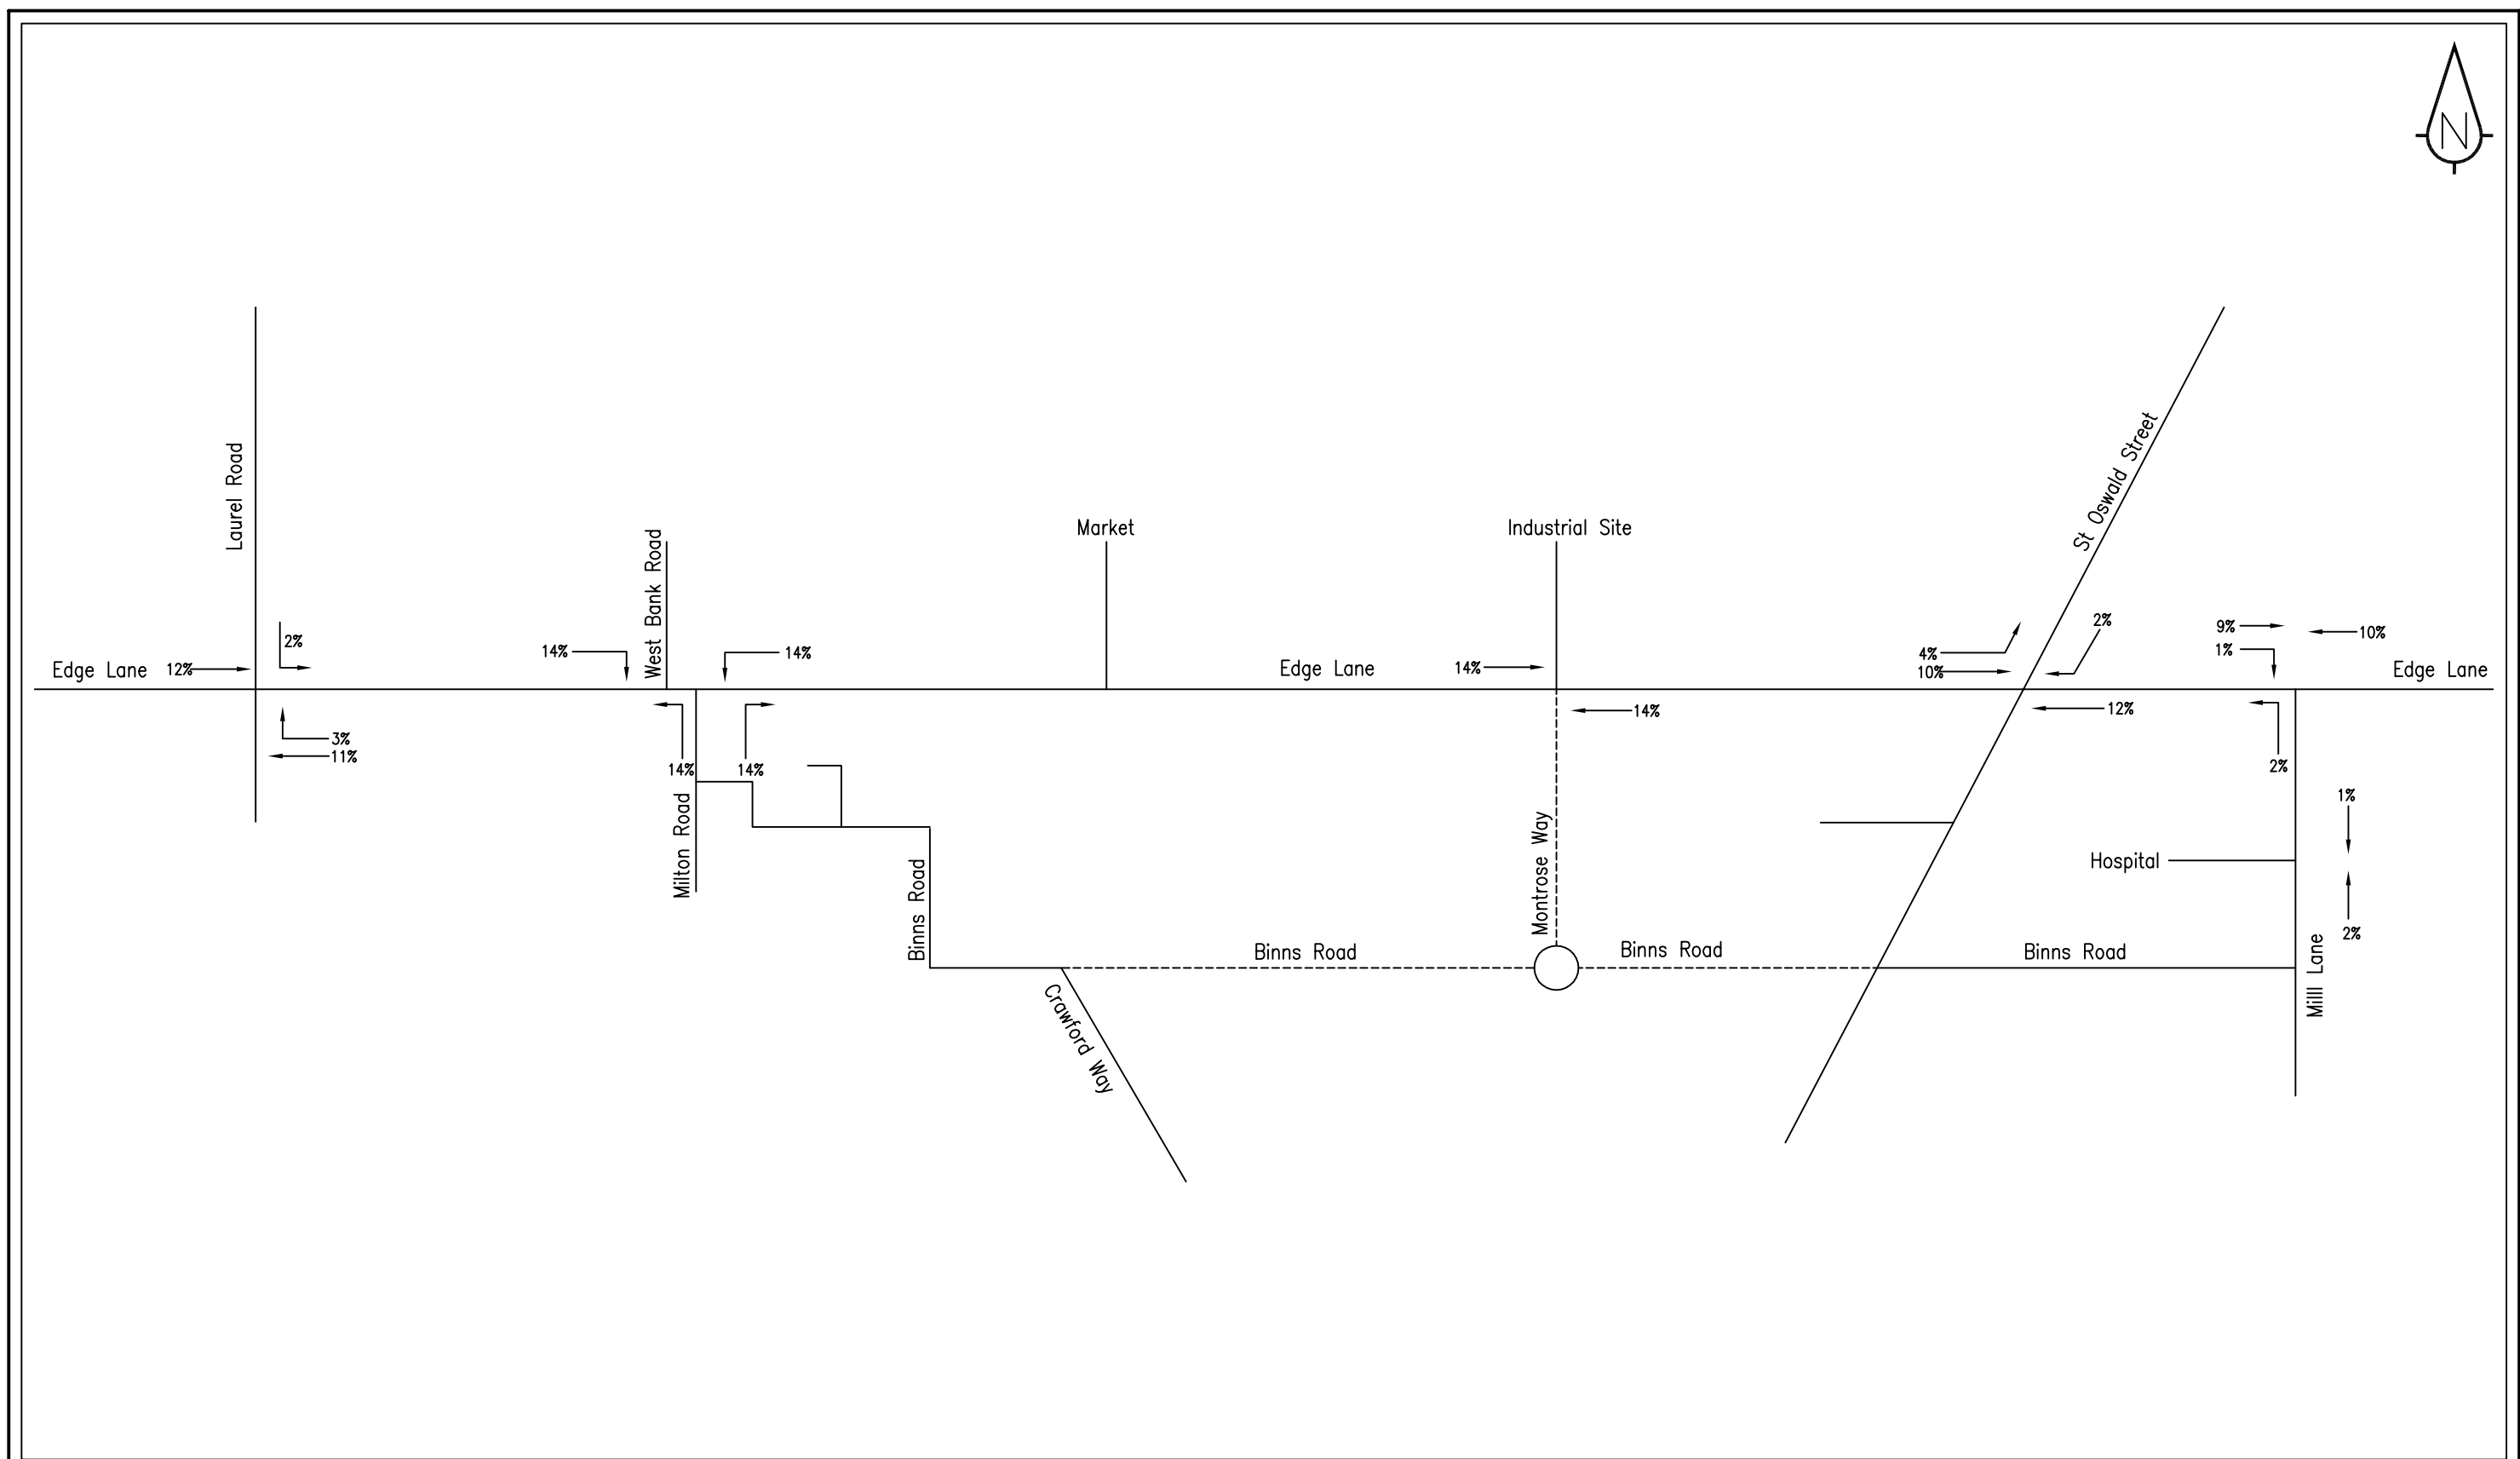 N
Laurel Road
St Oswald Street
Market
Industrial Site
West Bank Road
2%
2%
9%
10%
14%
14%
4%
1%
Edge Lane
12%
Edge Lane
14%
10%
Edge Lane
14%
12%
3%
11%
14%
14%
2%
1%
Milton Road
Montrose Way
Binns Road
Hospital
2%
Binns Road
Binns Road
Binns Road
Milll Lane
Crawford Way